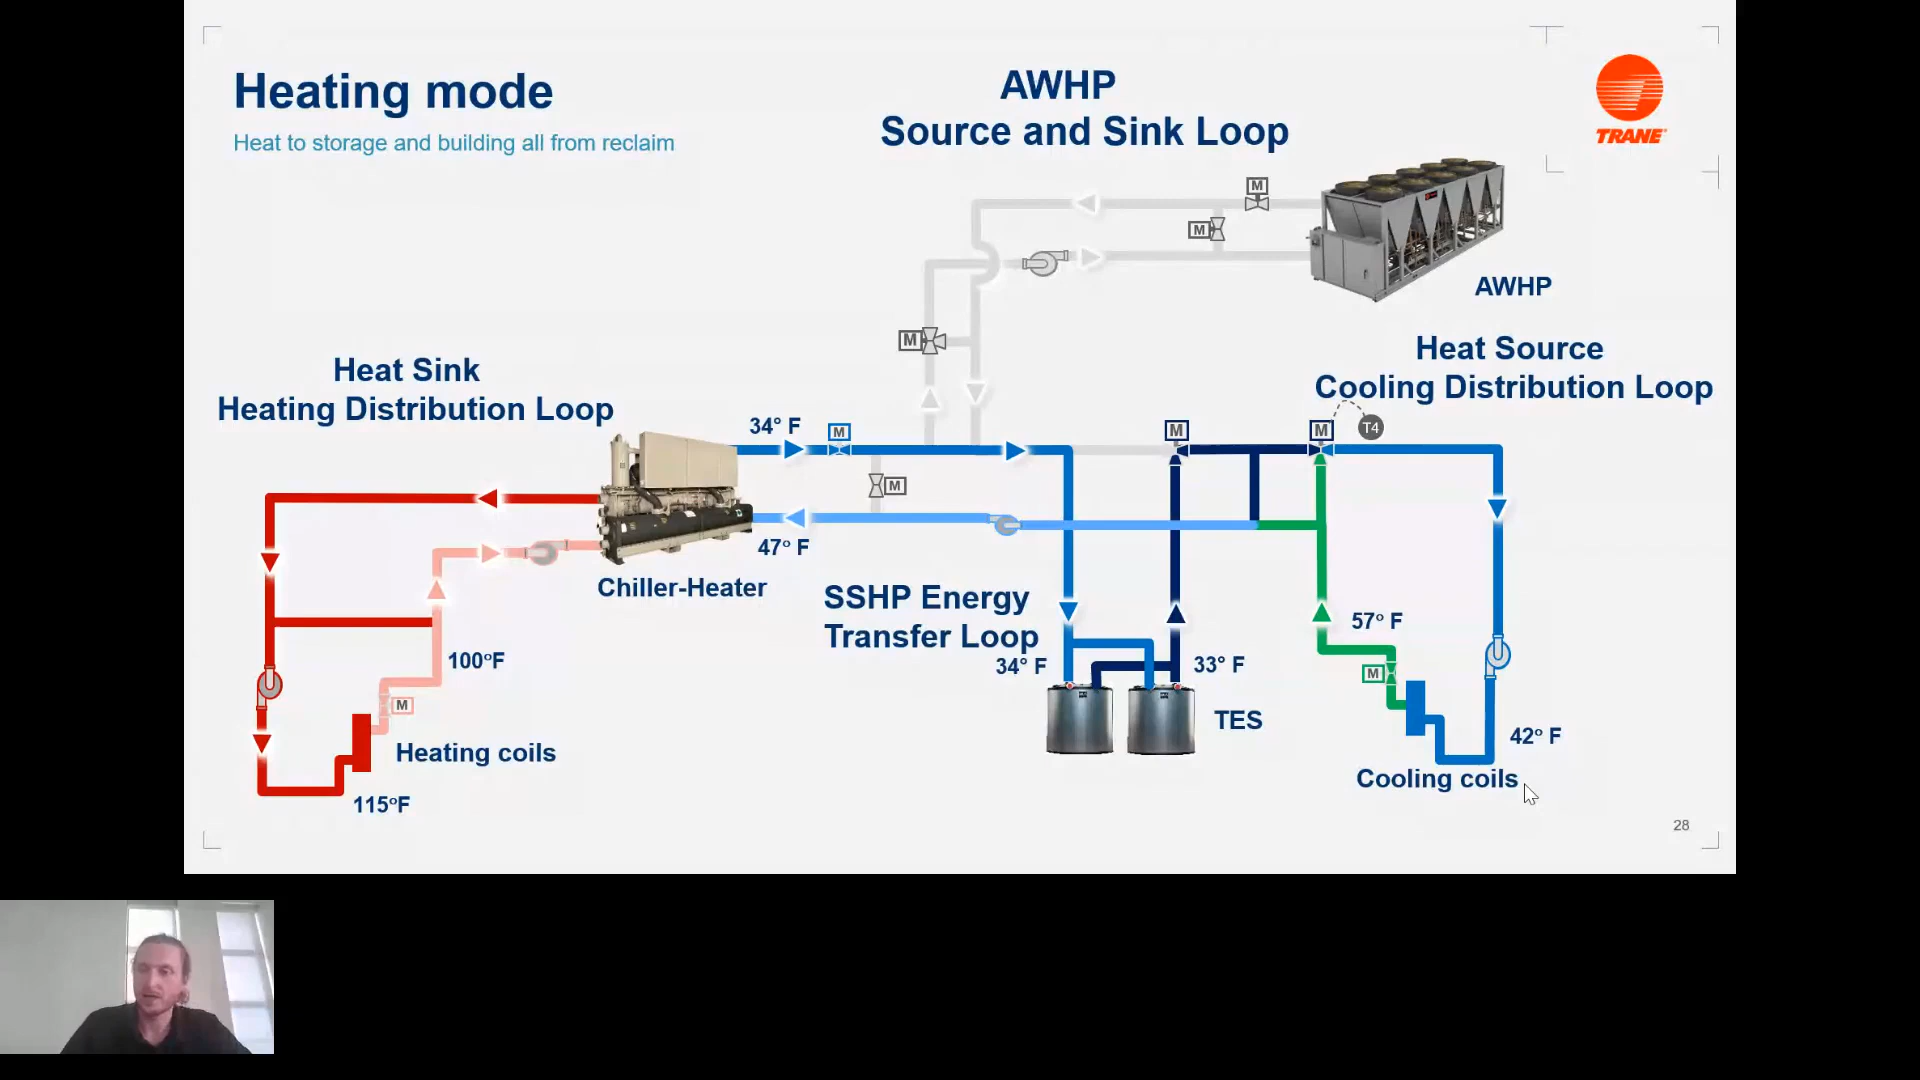 Heating mode
Heat to storage and building all from reclaim
AWHP
Source and Sink Loop
TRANE
M
M
AWHP
M
Heat Source
Cooling Distribution Loop
Heat Sink
Heating Distribution Loop
34° F
M
M
M
T4
M
47° F
Chiller-Heater
SSHP Energy
Transfer Loop
34° F
33° F
57° F
100°F
M
M
TES
Heating coils
42° F
Cooling coils
115°F
28